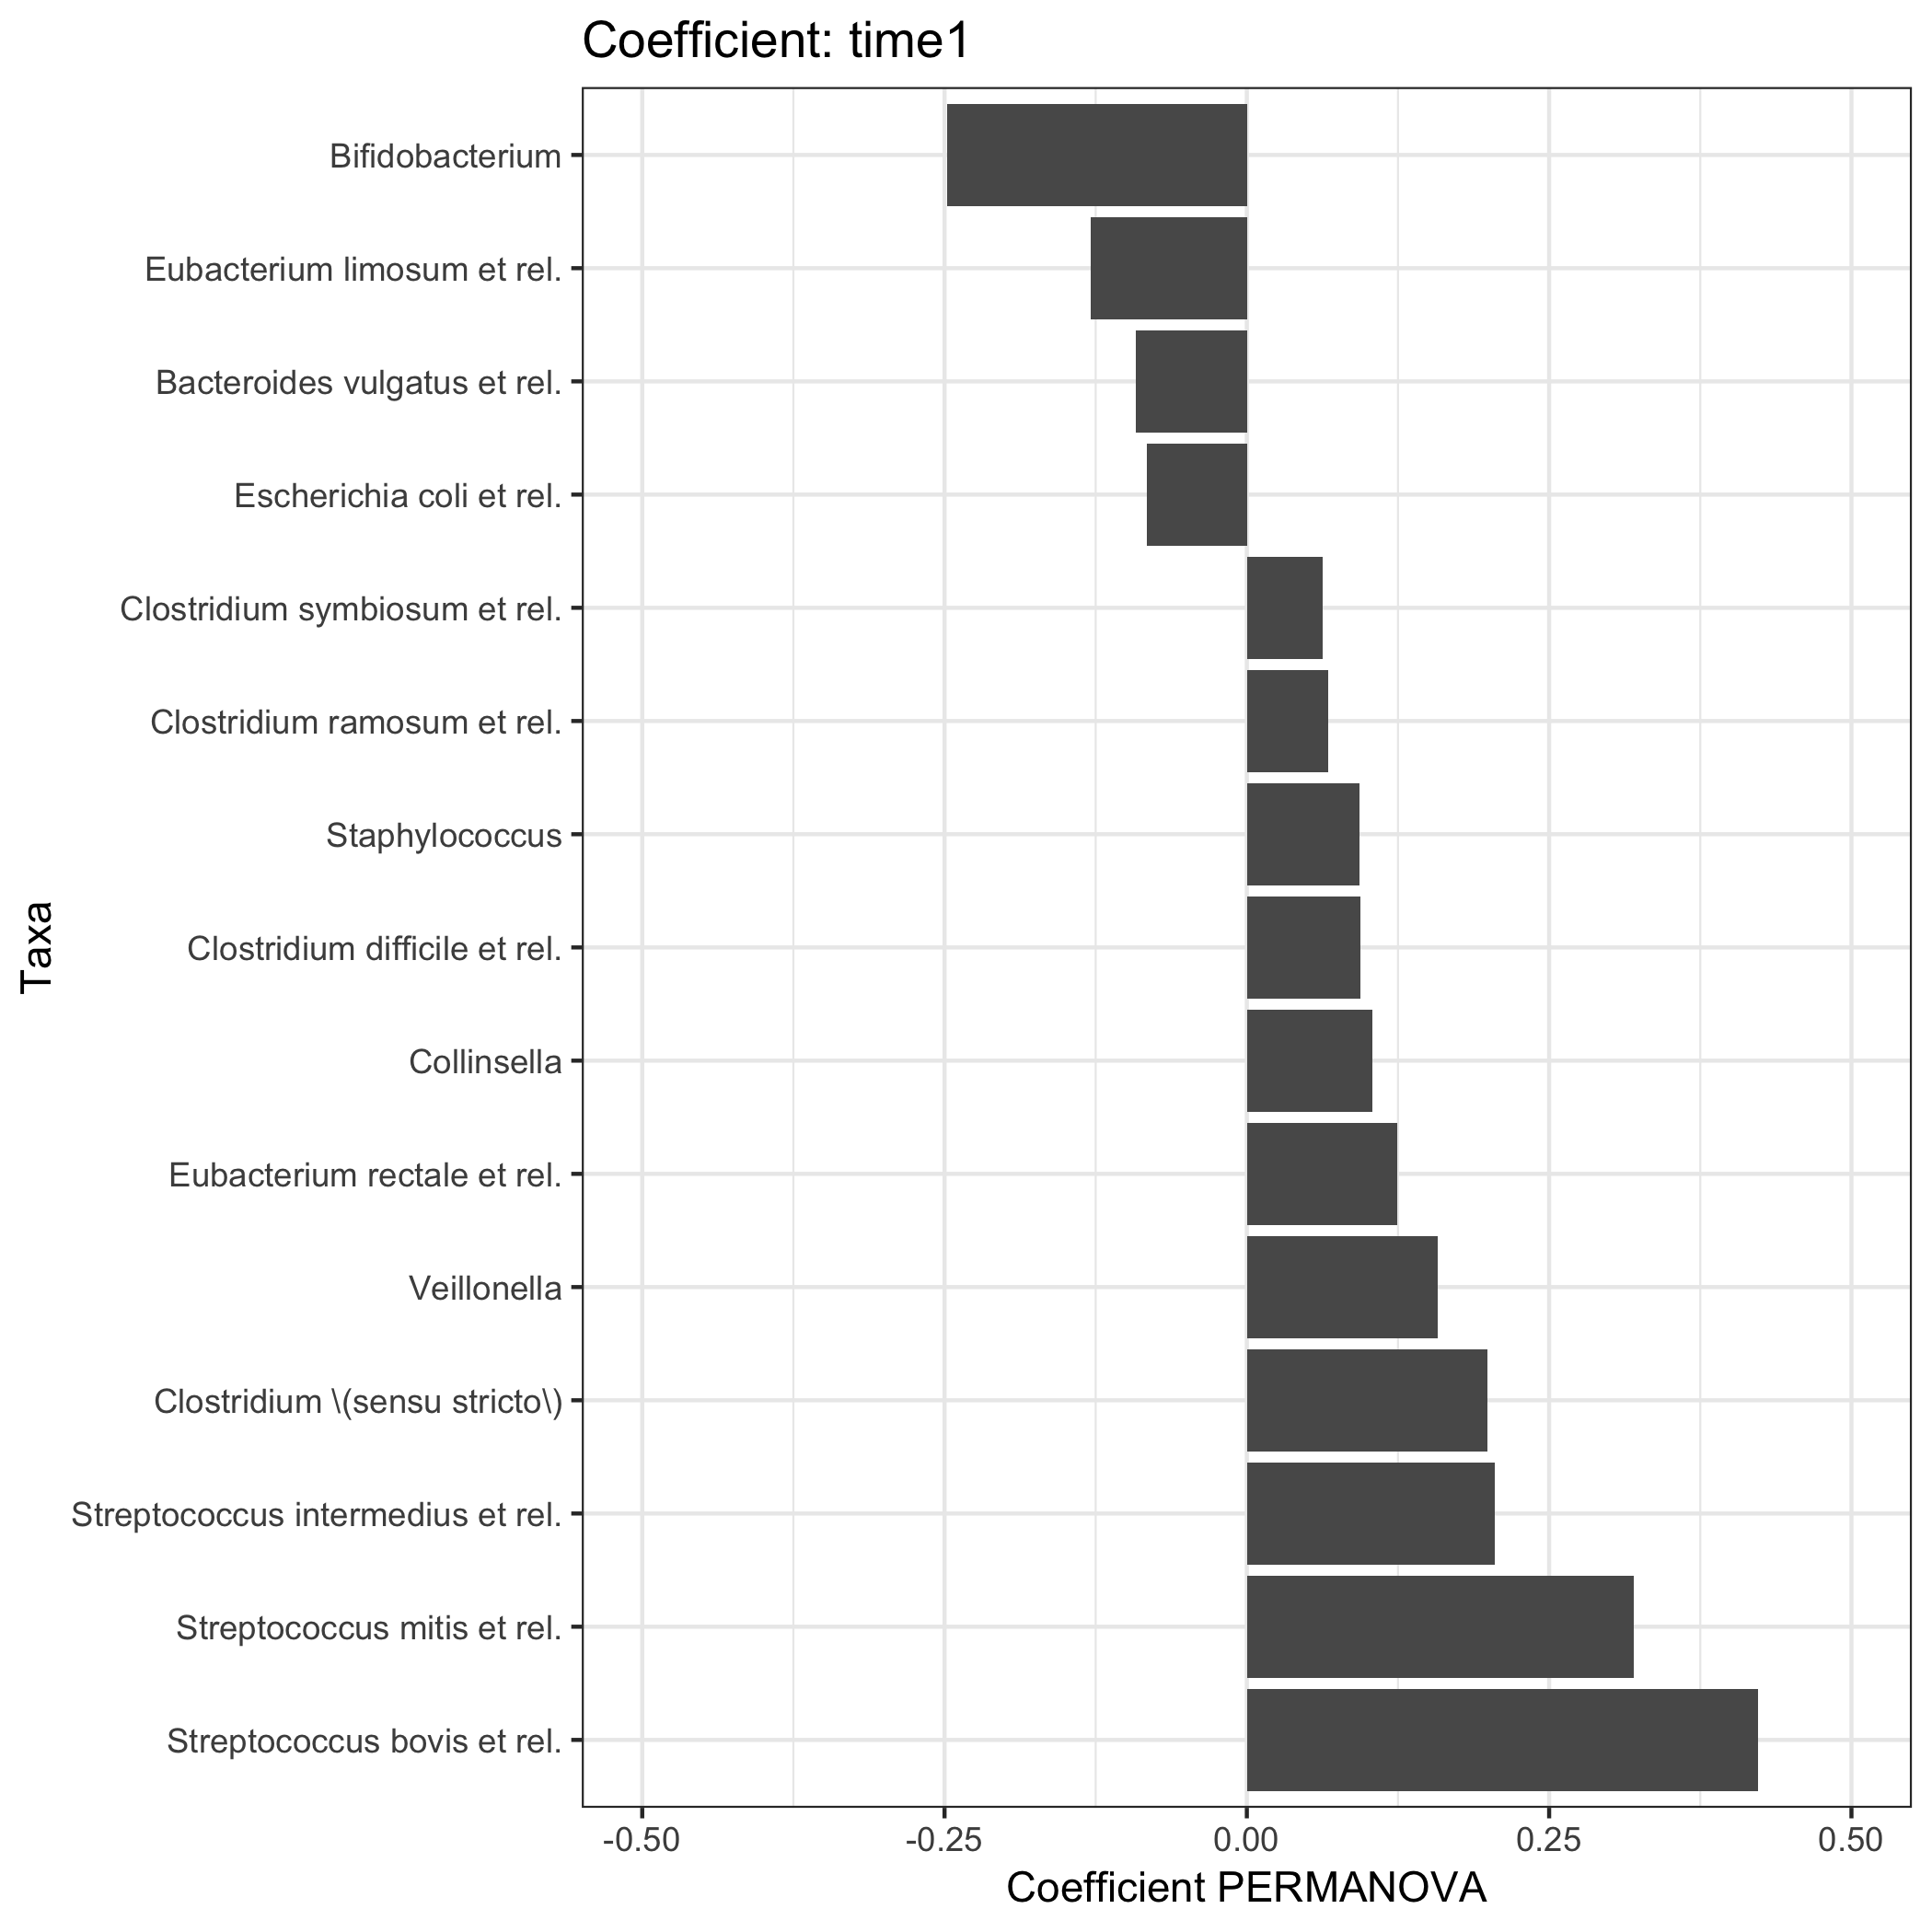 Coefficient: time1
Bifidobacterium
Eubacterium limosum et rel.
Bacteroides vulgatus et rel.
Escherichia coli et rel.
Clostridium symbiosum et rel.
Clostridium ramosum et rel.
Staphylococcus
Clostridium difficile et rel.
Collinsella
Eubacterium rectale et rel.
Veillonella
Clostridium \(sensu stricto\)
Streptococcus intermedius et rel.
Streptococcus mitis et rel.
Streptococcus bovis et rel.
Taxa
-0.50 -0.25 0.00 0.25 0.50
Coefficient PERMANOVA